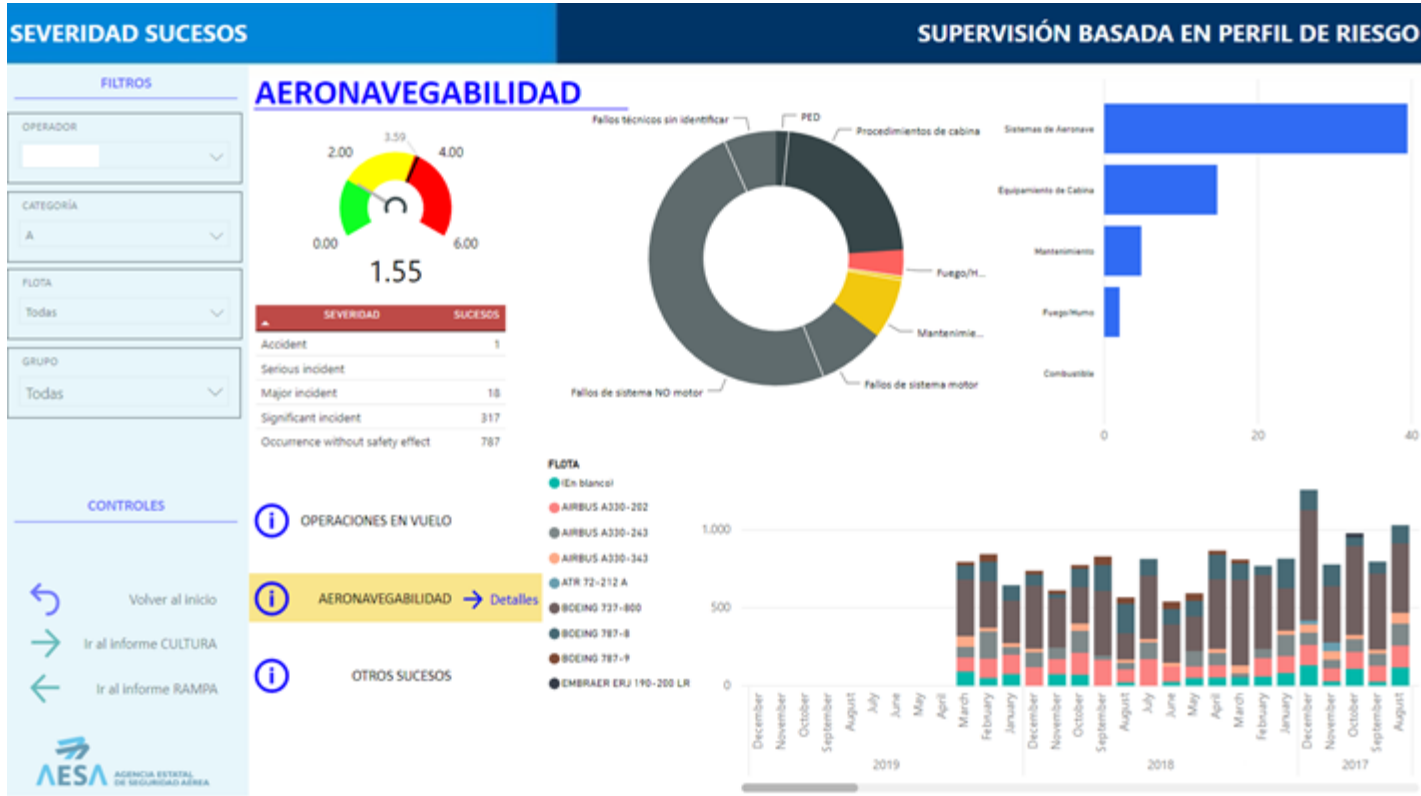 SEVERIDAD SUCESOS
SUPERVISIÓN BASADA EN PERFIL DE RIESGO
FILTROS
OPERADOR
CATEGORÍA
A
FLOTA
Todas
GRUPO
Todas
CONTROLES
Volver al inicio
Ir al informe CULTURA
Ir al informe RAMPA
AESA AGENCIA ESTATAL
DE SEGURIDAD AÉREA
AERONAVEGABILIDAD
3.59
2.00
4.00
0.00
6.00
1.55
SEVERIDAD SUCESOS
Accident 1
Serious incident
Major incident 18
Significant incident 317
Occurrence without safety effect 787
OPERACIONES EN VUELO
AERONAVEGABILIDAD Detalles
OTROS SUCESOS
Fallos técnicos sin identificar
PED
Procedimientos de cabina
Fuego/H...
Mantenimie...
Fallos de sistema motor
Fallos de sistema NO motor
Sistemas de Aeronave
Equipamiento de Cabina
Mantenimiento
Fuego/Humo
Combustible
0 20 40
FLOTA
(En blanco)
AIRBUS A330-202
AIRBUS A330-243
AIRBUS A330-343
ATR 72-212 A
BOEING 737-800
BOEING 787-8
BOEING 787-9
EMBRAER ERJ 190-200 LR
1.000
500
0
December
November
October
September
August
July
June
May
April
March
February
January
December
November
October
September
August
July
June
May
April
March
February
January
December
November
October
September
August
2019
2018
2017